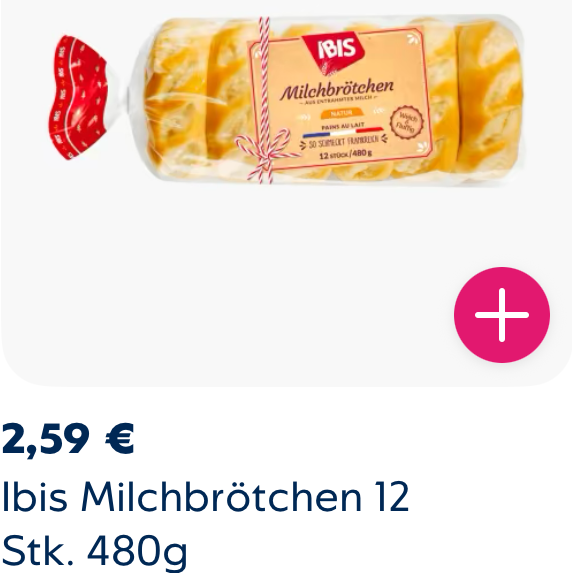 IBIS
IBIS
Milchbrötchen
AUS ENTRAHMTER MILCH
NATUR
PAINS AU LAIT
SO SCHMECKT FRANKREICH
12 STÜCK/480 g
Weich & Fluffig
2,59 €
Ibis Milchbrötchen 12
Stk. 480g